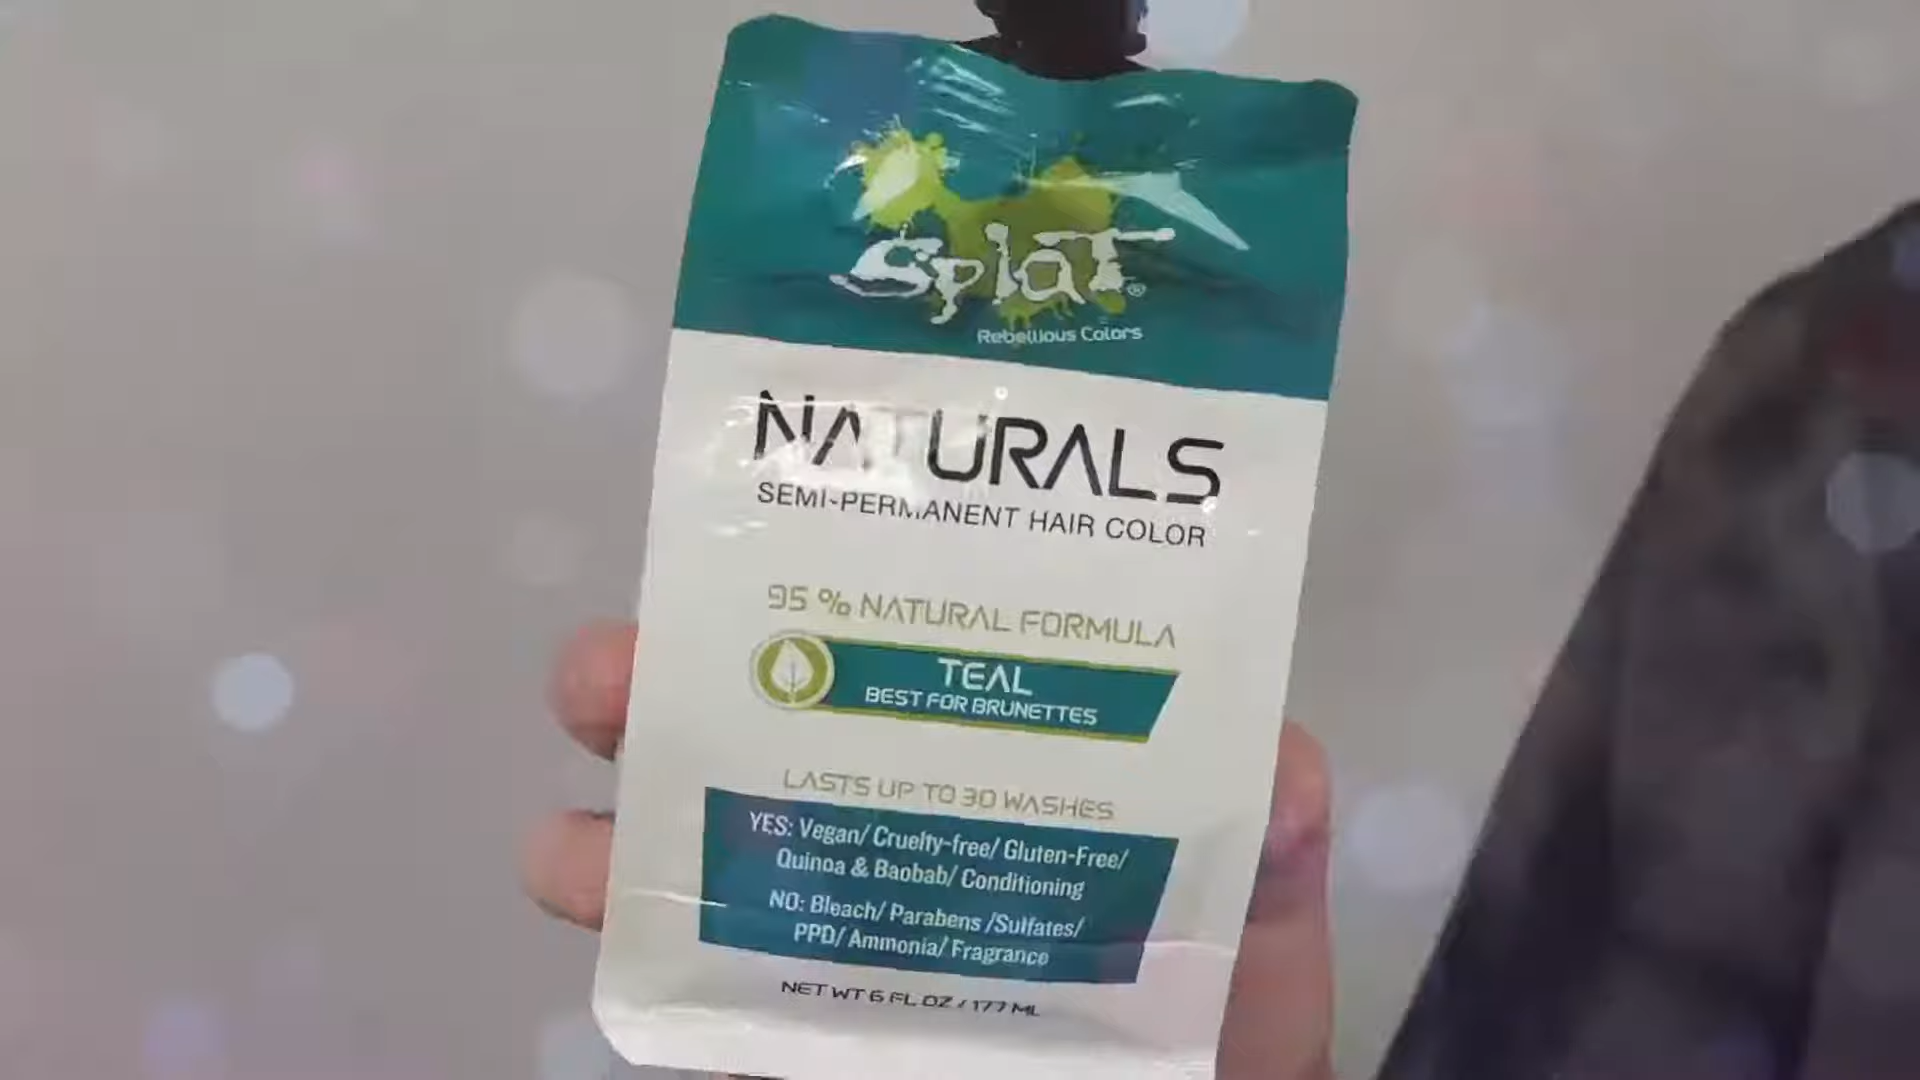 Splat®
Rebellious Colors
NATURALS
SEMI-PERMANENT HAIR COLOR
95 % NATURAL FORMULA
TEAL
BEST FOR BRUNETTES
LASTS UP TO 30 WASHES
YES: Vegan/ Cruelty-free/ Gluten-Free/
Quinoa & Baobab/ Conditioning
NO: Bleach/ Parabens /Sulfates/
PPD/ Ammonia/ Fragrance
NET WT 6 FL OZ / 177 ML